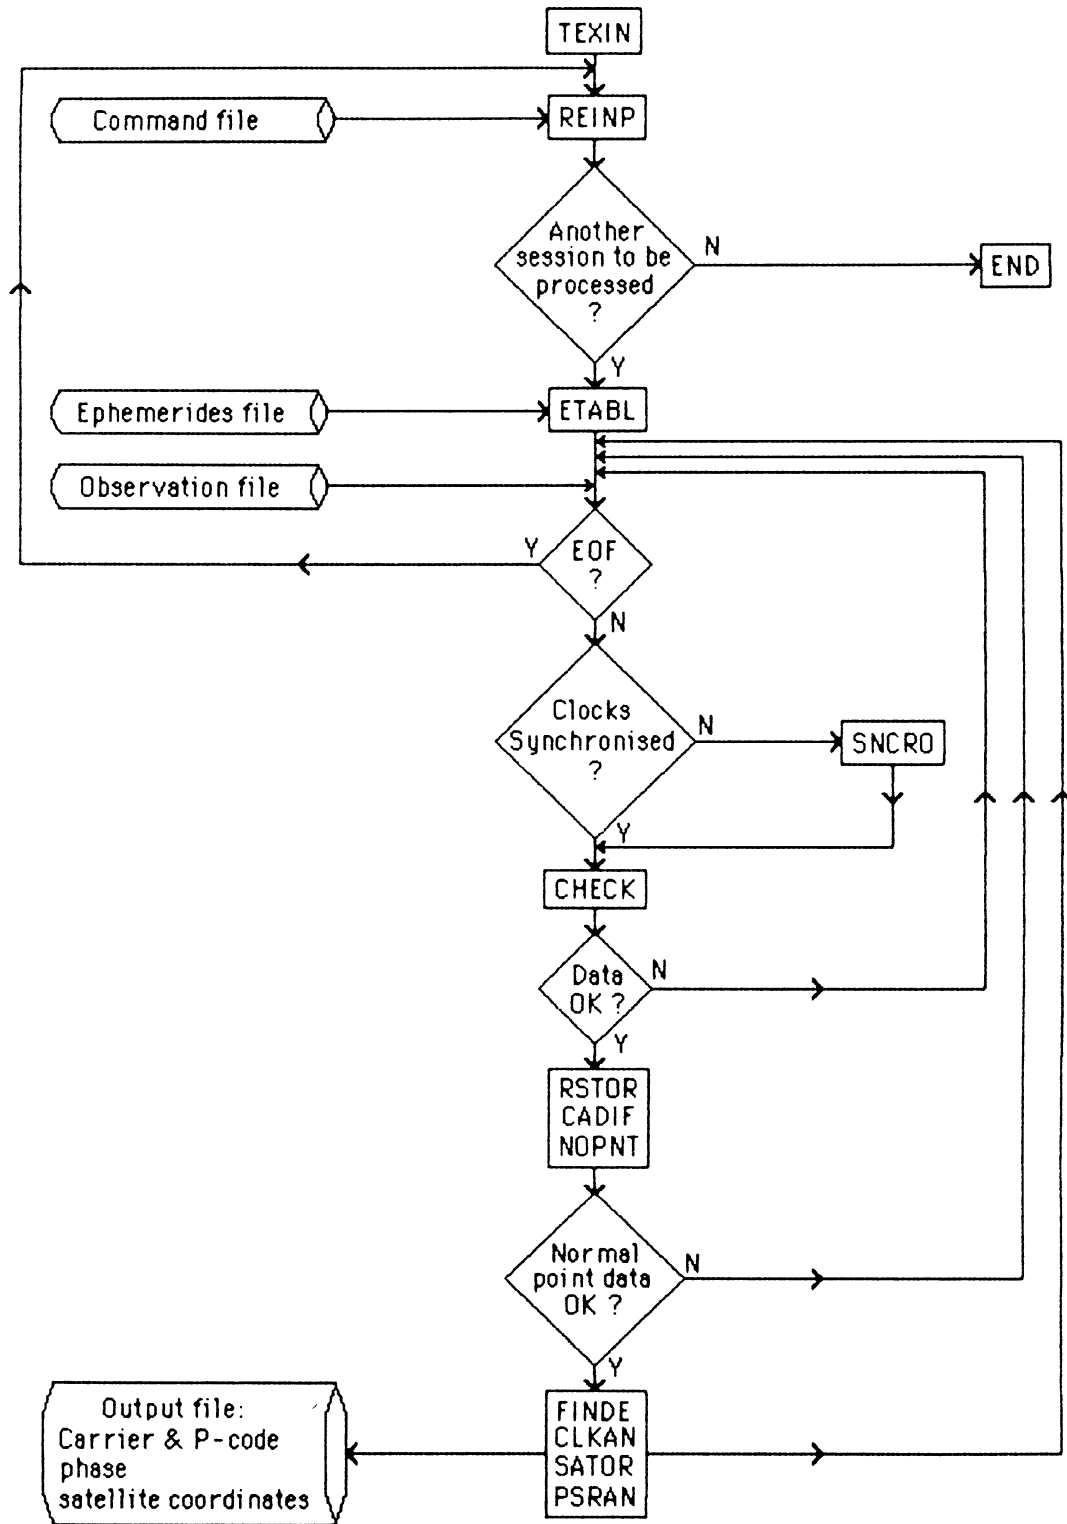 TEXIN
Command file
REINP
Another
session to be
processed
?
N
END
Y
Ephemerides file
ETABL
Observation file
Y
EOF
?
N
Clocks
Synchronised
?
N
SNCRO
Y
CHECK
Data
OK ?
N
Y
RSTOR
CADIF
NOPNT
Normal
point data
OK ?
N
Y
Output file:
Carrier & P-code
phase
satellite coordinates
FINDE
CLKAN
SATOR
PSRAN